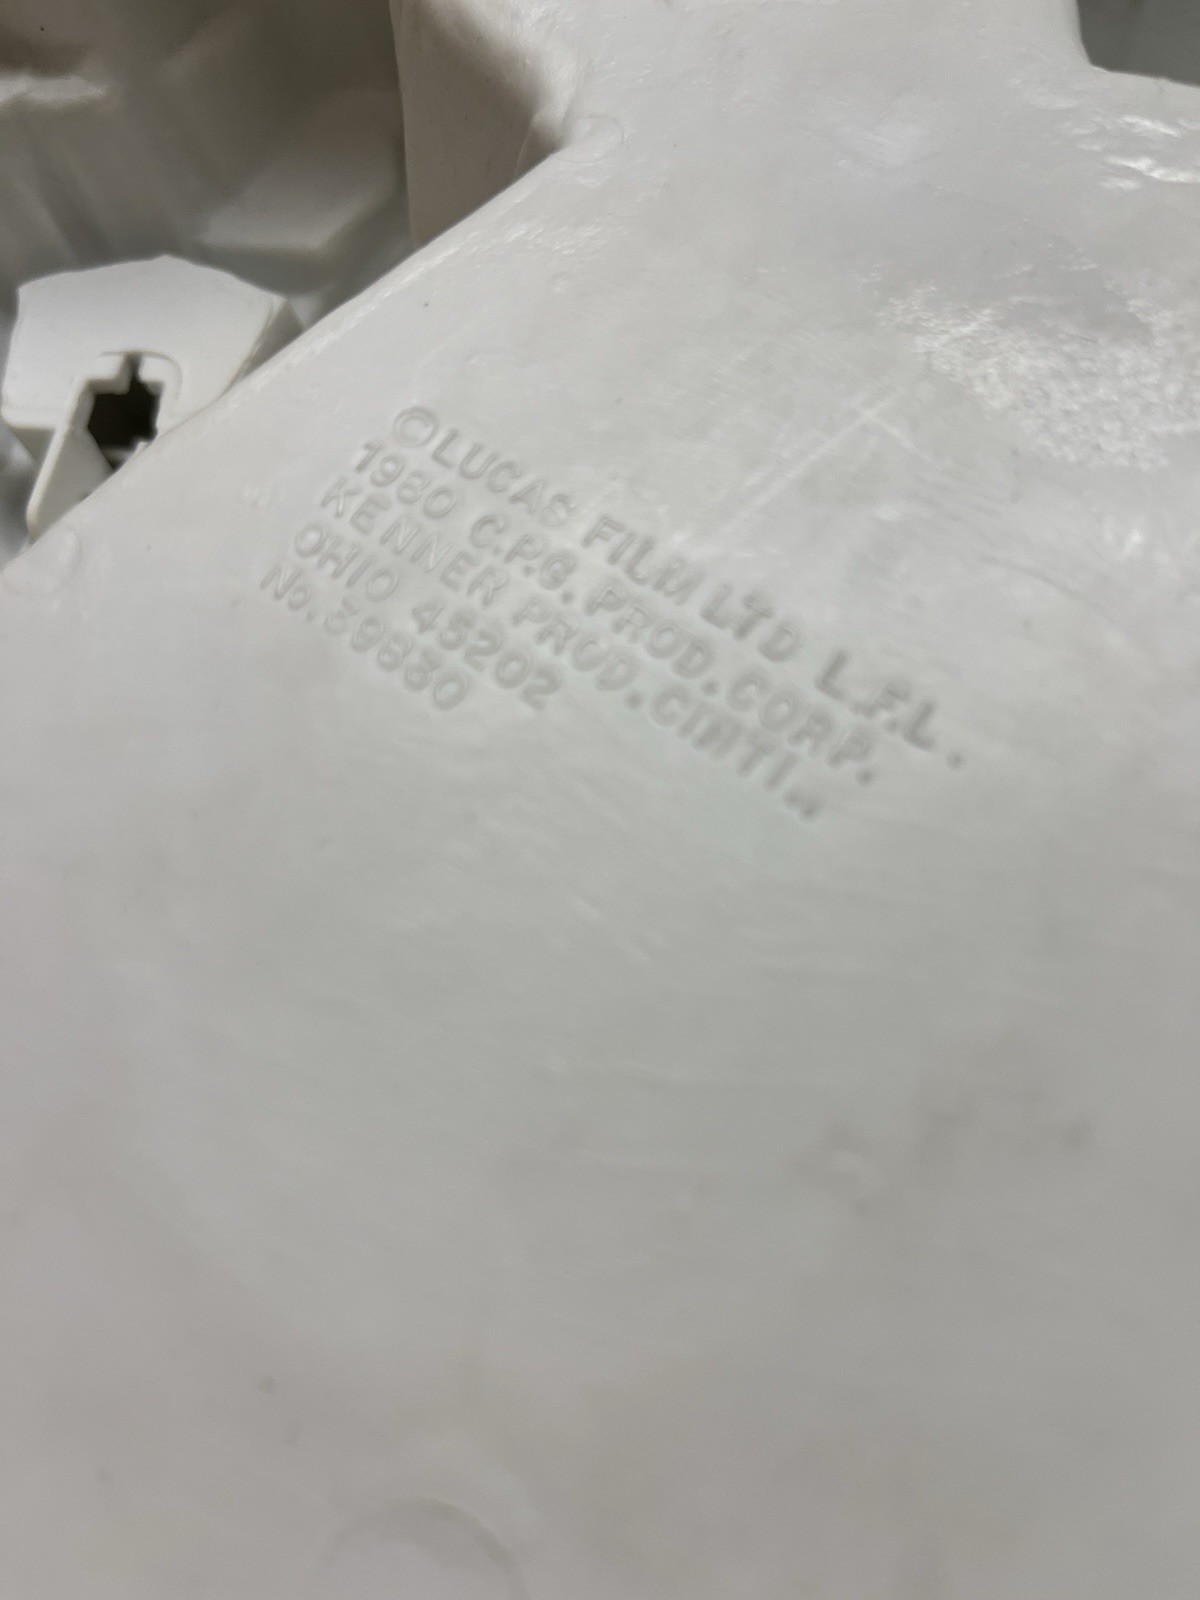 ©LUCAS FILM LTD L.F.L.
1980 C.P.G. PROD. CORP.
KENNER PROD. CINTI..
OHIO 45202
No. 39830